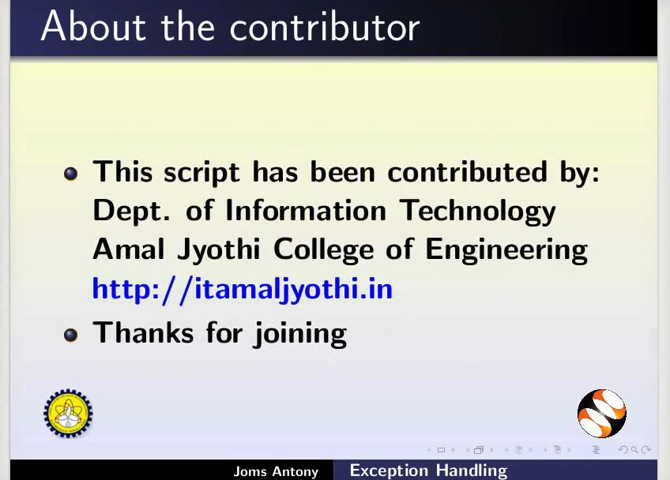 About the contributor
This script has been contributed by:
Dept. of Information Technology
Amal Jyothi College of Engineering
http://itamaljyothi.in
Thanks for joining
Joms Antony Exception Handling